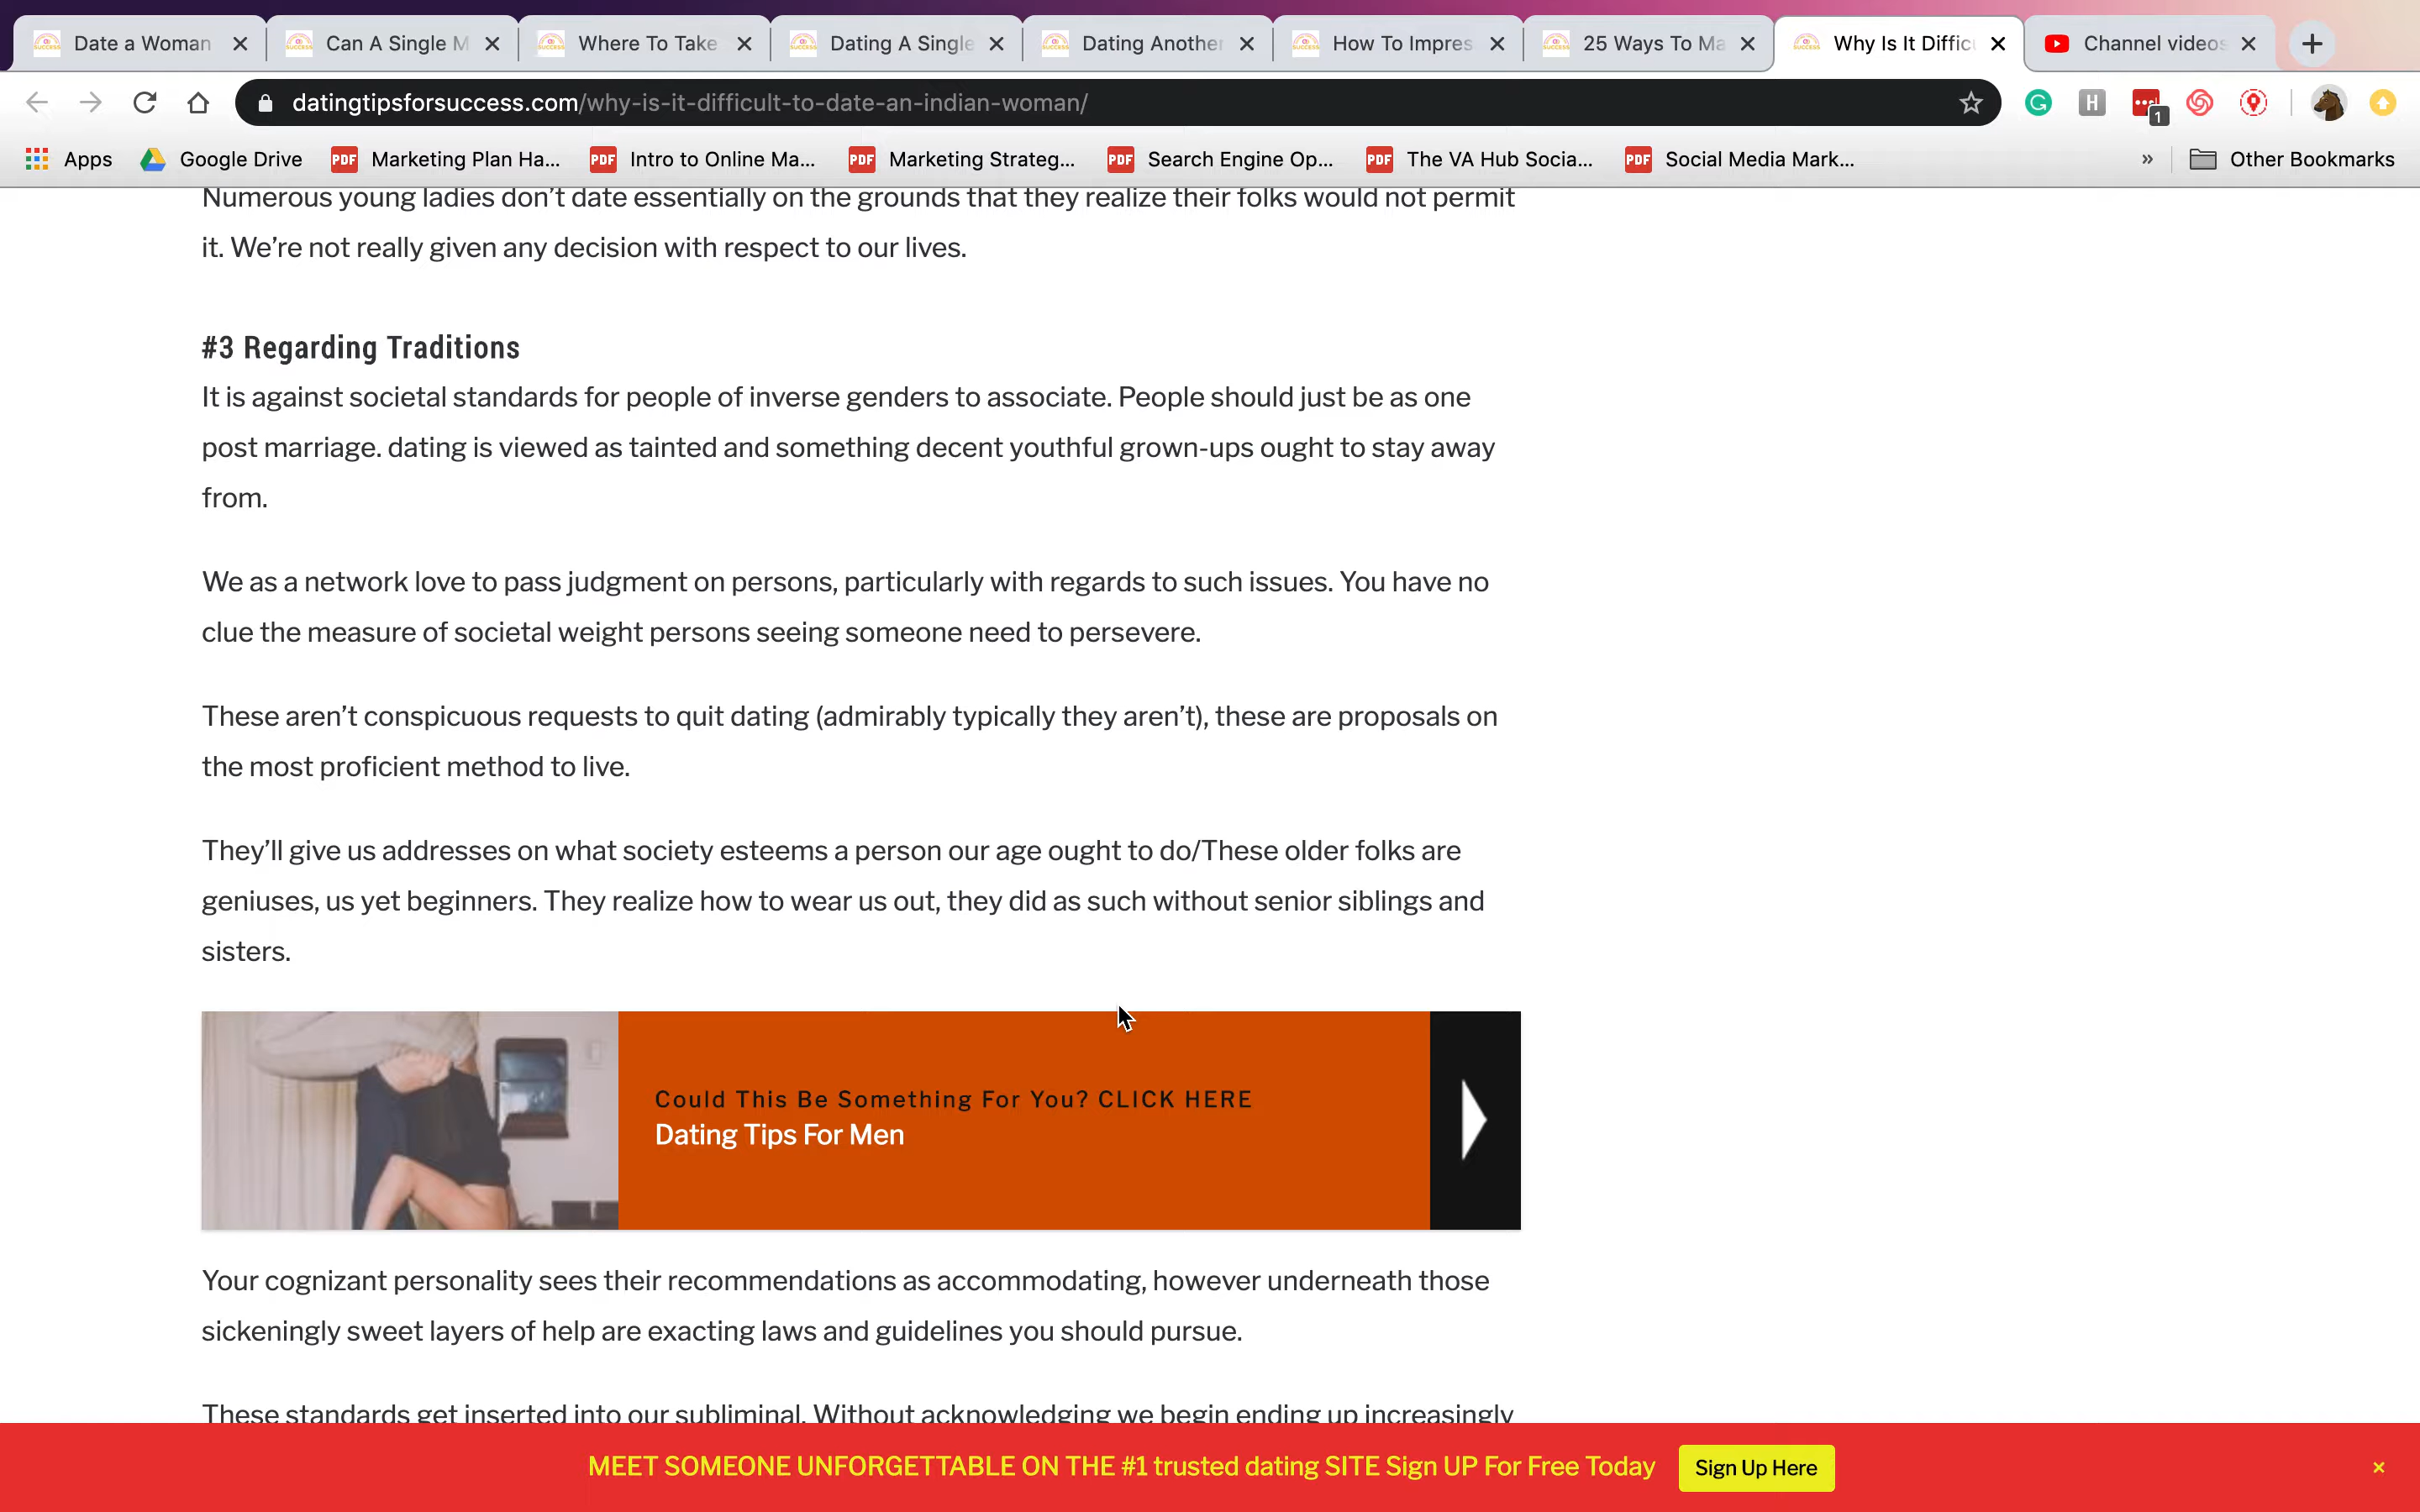 Date a Woman
Can A Single M
Where To Take
Dating A Single
Dating Another
How To Impres
25 Ways To Ma
Why Is It Diffic
Channel videos
datingtipsforsuccess.com/why-is-it-difficult-to-date-an-indian-woman/
H
1
Apps
Google Drive
PDF Marketing Plan Ha...
PDF Intro to Online Ma...
PDF Marketing Strateg...
PDF Search Engine Op...
PDF The VA Hub Socia...
PDF Social Media Mark...
»
Other Bookmarks
Numerous young ladies don’t date essentially on the grounds that they realize their folks would not permit
it. We’re not really given any decision with respect to our lives.
#3 Regarding Traditions
It is against societal standards for people of inverse genders to associate. People should just be as one
post marriage. dating is viewed as tainted and something decent youthful grown-ups ought to stay away
from.
We as a network love to pass judgment on persons, particularly with regards to such issues. You have no
clue the measure of societal weight persons seeing someone need to persevere.
These aren’t conspicuous requests to quit dating (admirably typically they aren’t), these are proposals on
the most proficient method to live.
They’ll give us addresses on what society esteems a person our age ought to do/These older folks are
geniuses, us yet beginners. They realize how to wear us out, they did as such without senior siblings and
sisters.
Could This Be Something For You? CLICK HERE
Dating Tips For Men
Your cognizant personality sees their recommendations as accommodating, however underneath those
sickeningly sweet layers of help are exacting laws and guidelines you should pursue.
These standards get inserted into our subliminal. Without acknowledging we begin ending up increasingly
MEET SOMEONE UNFORGETTABLE ON THE #1 trusted dating SITE Sign UP For Free Today
Sign Up Here
×